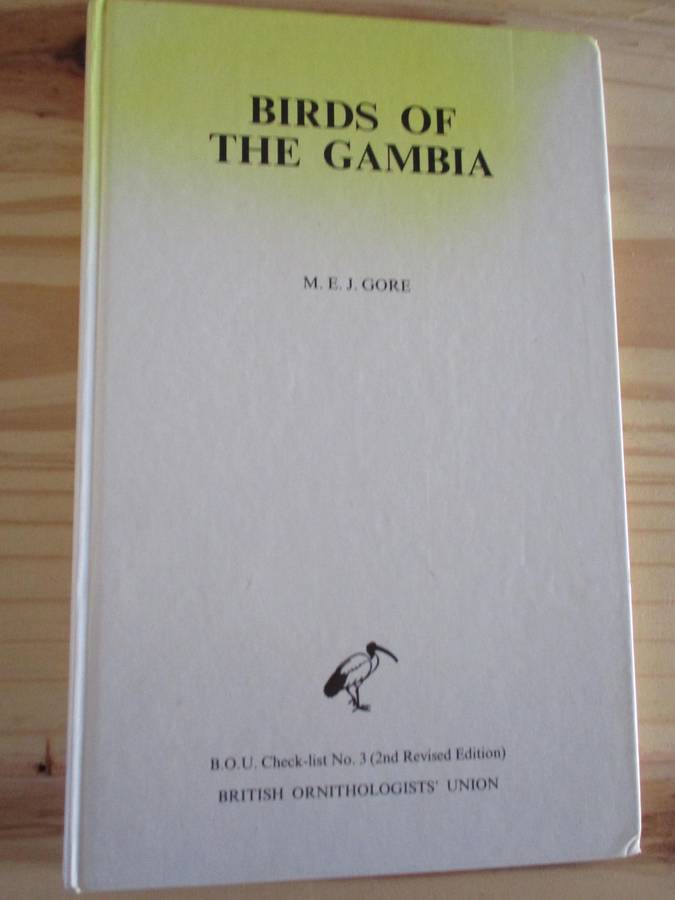 BIRDS OF
THE GAMBIA
M. E. J. GORE
B.O.U. Check-list No. 3 (2nd Revised Edition)
BRITISH ORNITHOLOGISTS' UNION